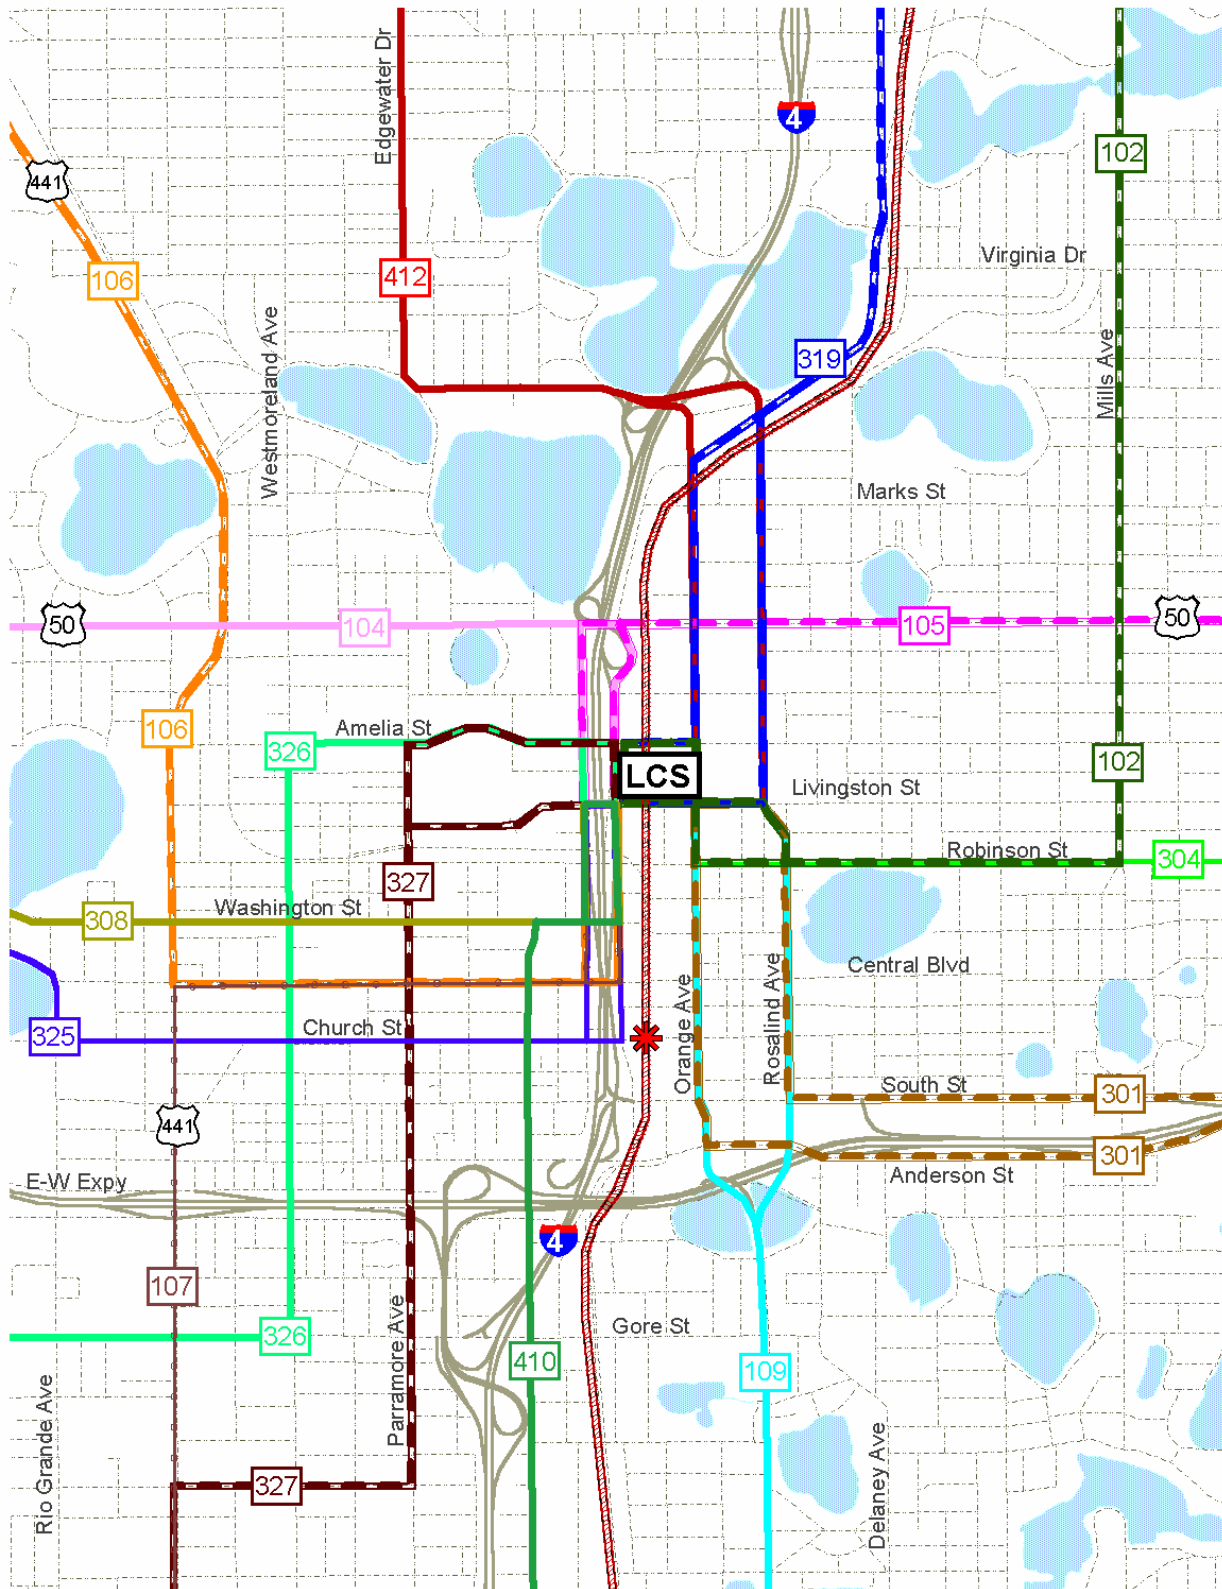 Edgewater Dr
4
102
441
Virginia Dr
106
412
Westmoreland Ave
319
Mills Ave
Marks St
50
104
105
50
106
Amelia St
326
LCS
102
Livingston St
Robinson St
304
327
308
Washington St
Central Blvd
Orange Ave
Rosalind Ave
325
Church St
South St
301
441
301
E-W Expy
Anderson St
4
107
Parramore Ave
326
Gore St
410
109
Rio Grande Ave
Delaney Ave
327